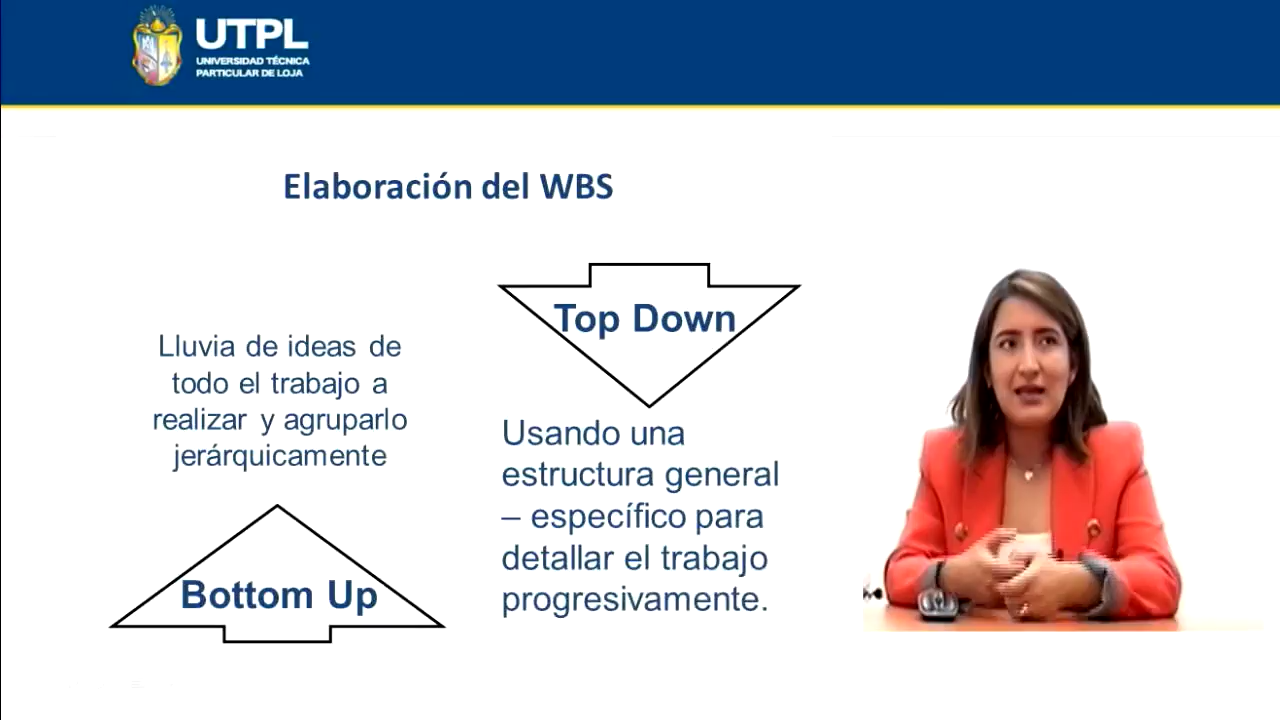 UTPL
UNIVERSIDAD TÉCNICA
PARTICULAR DE LOJA
Elaboración del WBS
Lluvia de ideas de
todo el trabajo a
realizar y agruparlo
jerárquicamente
Bottom Up
Top Down
Usando una
estructura general
– específico para
detallar el trabajo
progresivamente.